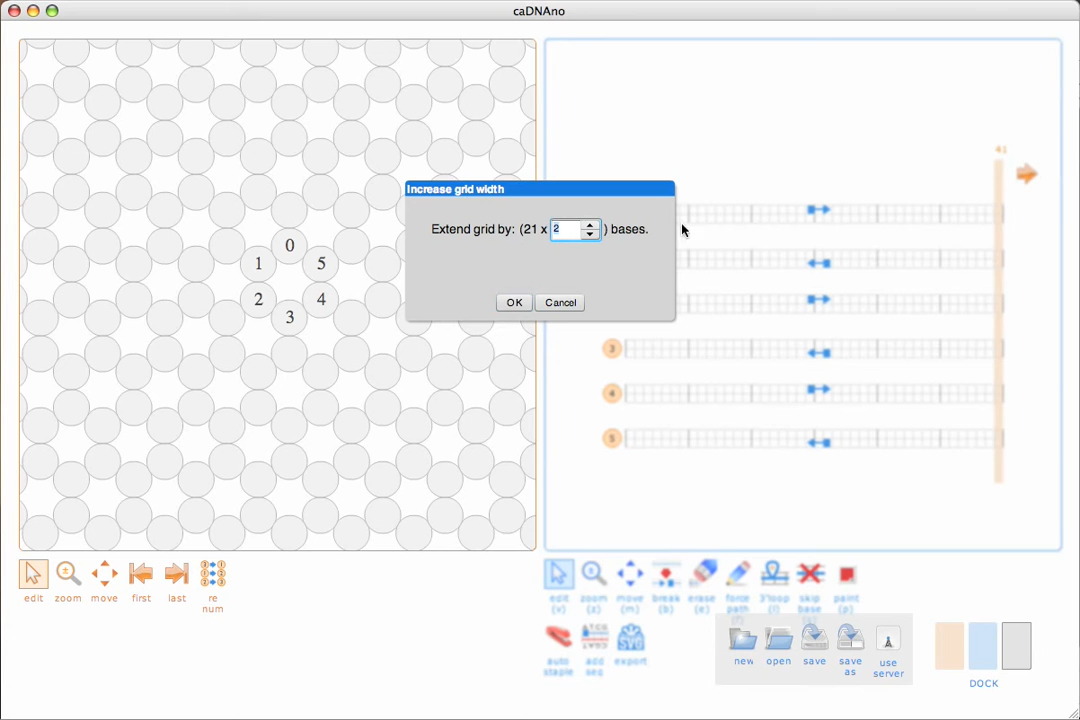 caDNAno
41
Increase grid width
Extend grid by: (21 x 2 ) bases.
OK Cancel
0
1 5
2 4
3
3
4
5
edit zoom move first last re num
edit (v) zoom (z) move (m) break (b) erase (e) force path (f) 3'loop (l) skip base paint (p)
auto staple add seq export
new open save save as use server
DOCK